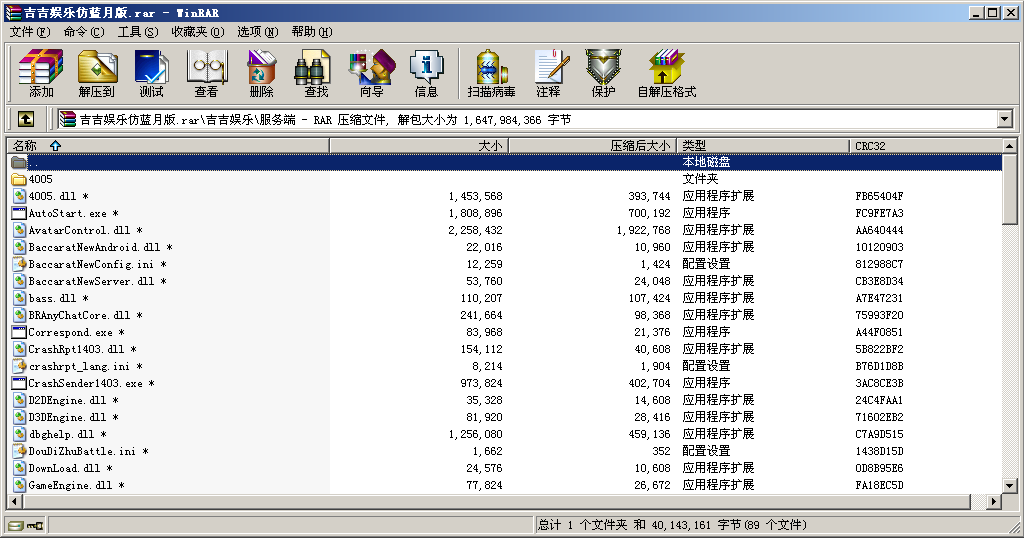 吉吉娱乐仿蓝月版.rar - WinRAR
文件(F) 命令(C) 工具(S) 收藏夹(O) 选项(N) 帮助(H)
添加 解压到 测试 查看 删除 查找 向导 信息 扫描病毒 注释 保护 自解压格式
吉吉娱乐仿蓝月版.rar\吉吉娱乐\服务端 - RAR 压缩文件, 解包大小为 1,647,984,366 字节
名称 大小 压缩后大小 类型 CRC32
.. 本地磁盘
4005 文件夹
4005.dll * 1,453,568 393,744 应用程序扩展 FB65404F
AutoStart.exe * 1,808,896 700,192 应用程序 FC9FE7A3
AvatarControl.dll * 2,258,432 1,922,768 应用程序扩展 AA640444
BaccaratNewAndroid.dll * 22,016 10,960 应用程序扩展 10120903
BaccaratNewConfig.ini * 12,259 1,424 配置设置 812988C7
BaccaratNewServer.dll * 53,760 24,048 应用程序扩展 CB3E8D34
bass.dll * 110,207 107,424 应用程序扩展 A7E47231
BRAnyChatCore.dll * 241,664 98,368 应用程序扩展 75993F20
Correspond.exe * 83,968 21,376 应用程序 A44F0851
CrashRpt1403.dll * 154,112 40,608 应用程序扩展 5B822BF2
crashrpt_lang.ini * 8,214 1,904 配置设置 B76D1D8B
CrashSender1403.exe * 973,824 402,704 应用程序 3AC8CE3B
D2DEngine.dll * 35,328 14,608 应用程序扩展 24C4FAA1
D3DEngine.dll * 81,920 28,416 应用程序扩展 71602EB2
dbghelp.dll * 1,256,080 459,136 应用程序扩展 C7A9D515
DouDiZhuBattle.ini * 1,662 352 配置设置 1438D15D
DownLoad.dll * 24,576 10,608 应用程序扩展 0D8B95E6
GameEngine.dll * 77,824 26,672 应用程序扩展 FA18EC5D
总计 1 个文件夹 和 40,143,161 字节(89 个文件)